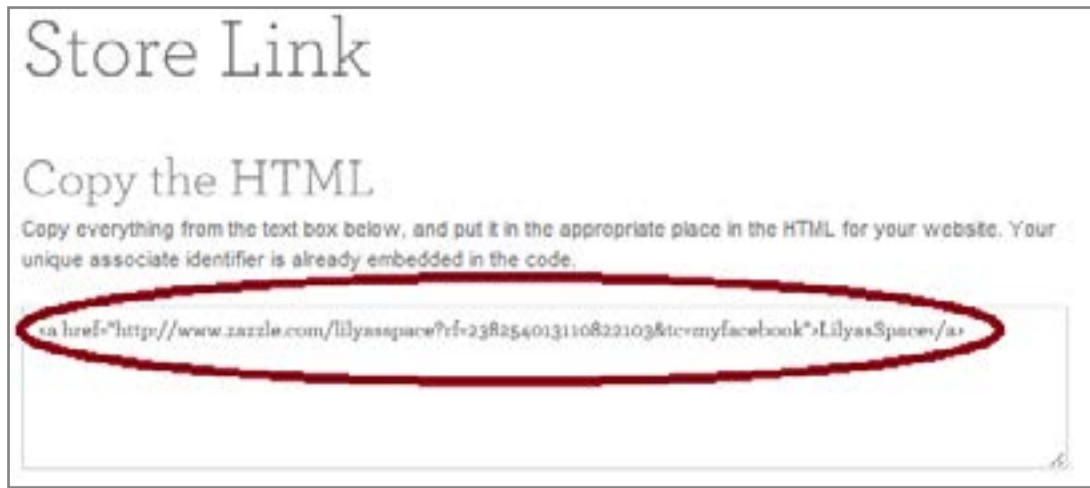 Store Link
Copy the HTML
Copy everything from the text box below, and put it in the appropriate place in the HTML for your website. Your
unique associate identifier is already embedded in the code.
<a href="http://www.zazzle.com/lilyasspace?rf=238254013110822103&tc=myfacebook">LilyasSpace</a>